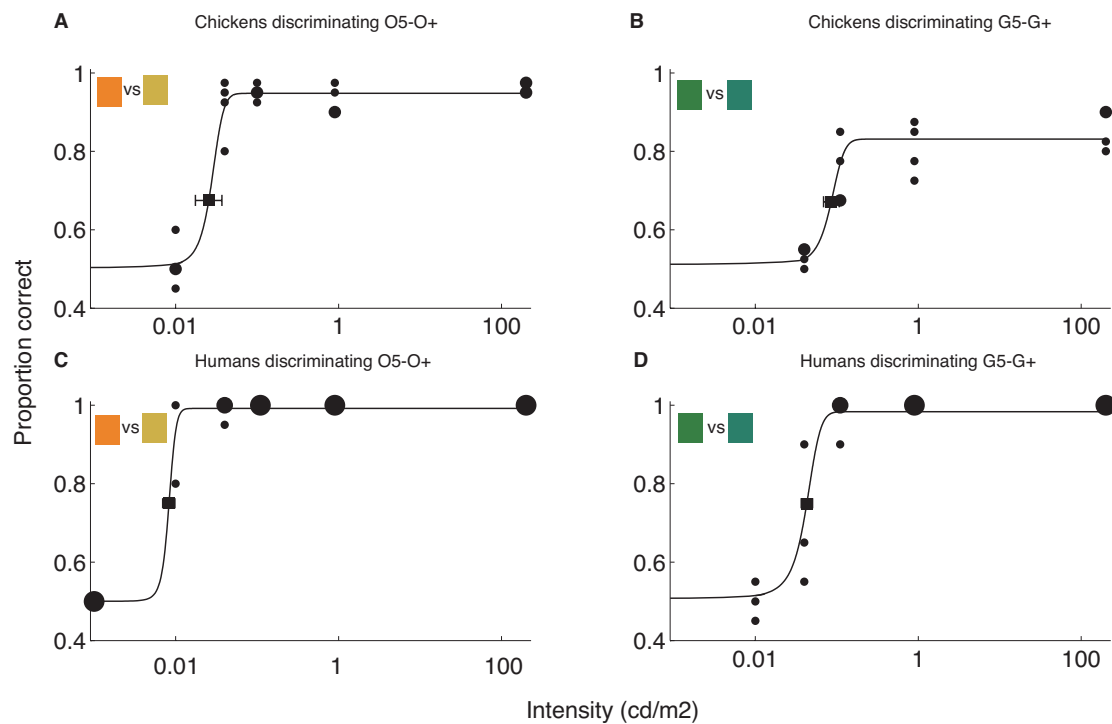 A Chickens discriminating O5-O+
B Chickens discriminating G5-G+
1
vs
0.8
0.6
0.4
0.01 1 100
1
vs
0.8
0.6
0.4
0.01 1 100
C Humans discriminating O5-O+
D Humans discriminating G5-G+
1
vs
0.8
0.6
0.4
0.01 1 100
1
vs
0.8
0.6
0.4
0.01 1 100
Proportion correct
Intensity (cd/m2)